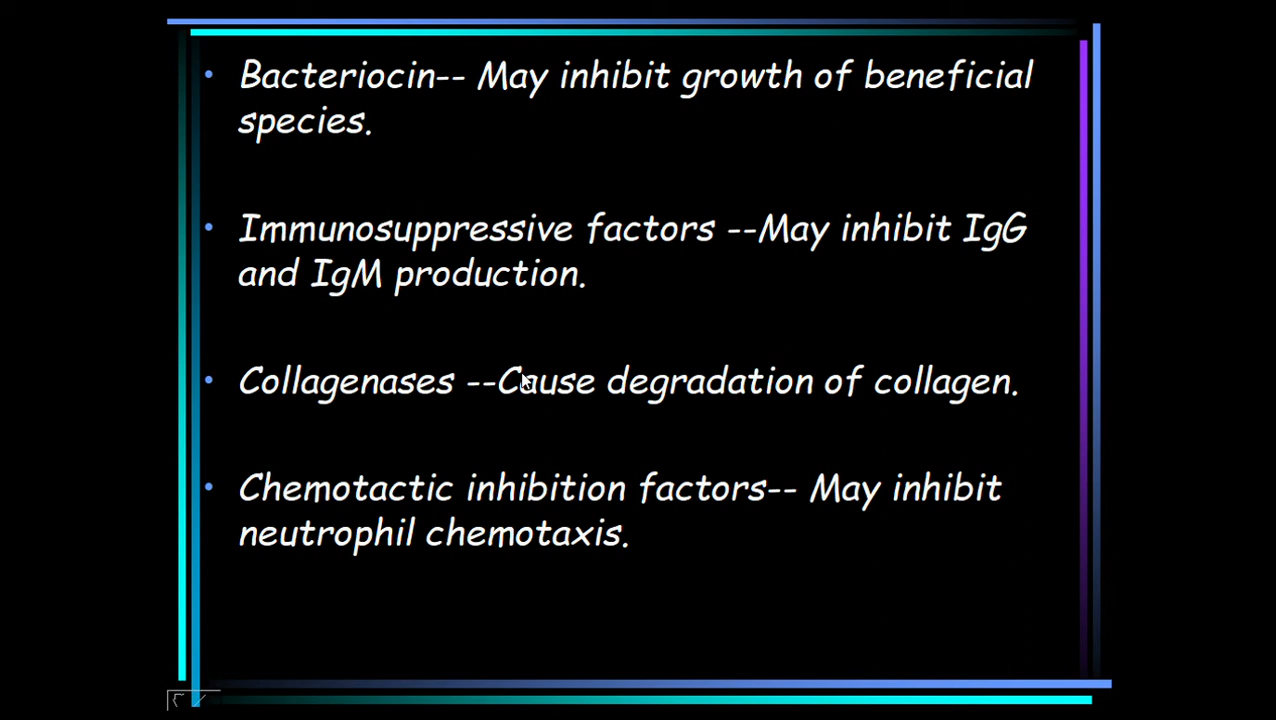 • Bacteriocin-- May inhibit growth of beneficial
species.
• Immunosuppressive factors --May inhibit IgG
and IgM production.
• Collagenases --Cause degradation of collagen.
• Chemotactic inhibition factors-- May inhibit
neutrophil chemotaxis.